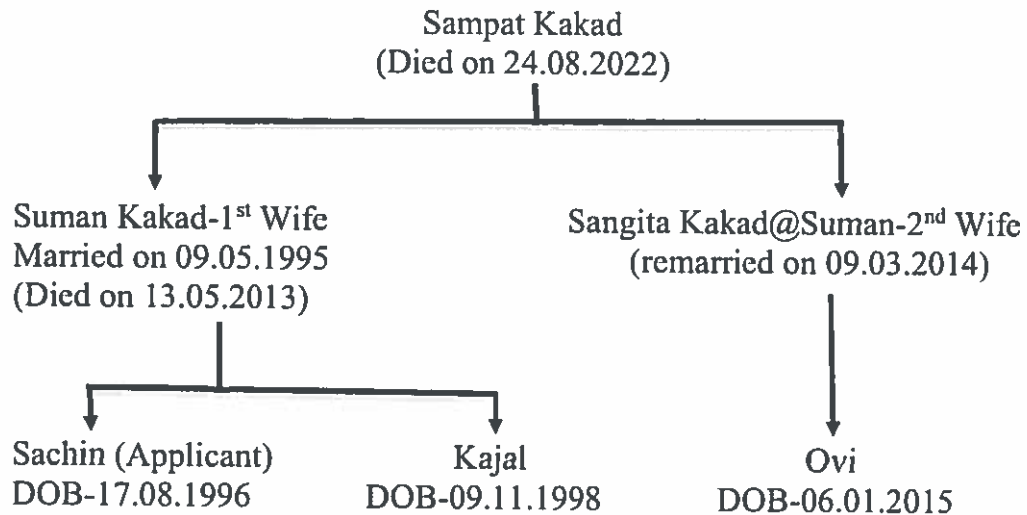 Sampat Kakad
(Died on 24.08.2022)
Suman Kakad-1st Wife
Married on 09.05.1995
(Died on 13.05.2013)
Sangita Kakad@Suman-2nd Wife
(remarried on 09.03.2014)
Sachin (Applicant)
DOB-17.08.1996
Kajal
DOB-09.11.1998
Ovi
DOB-06.01.2015